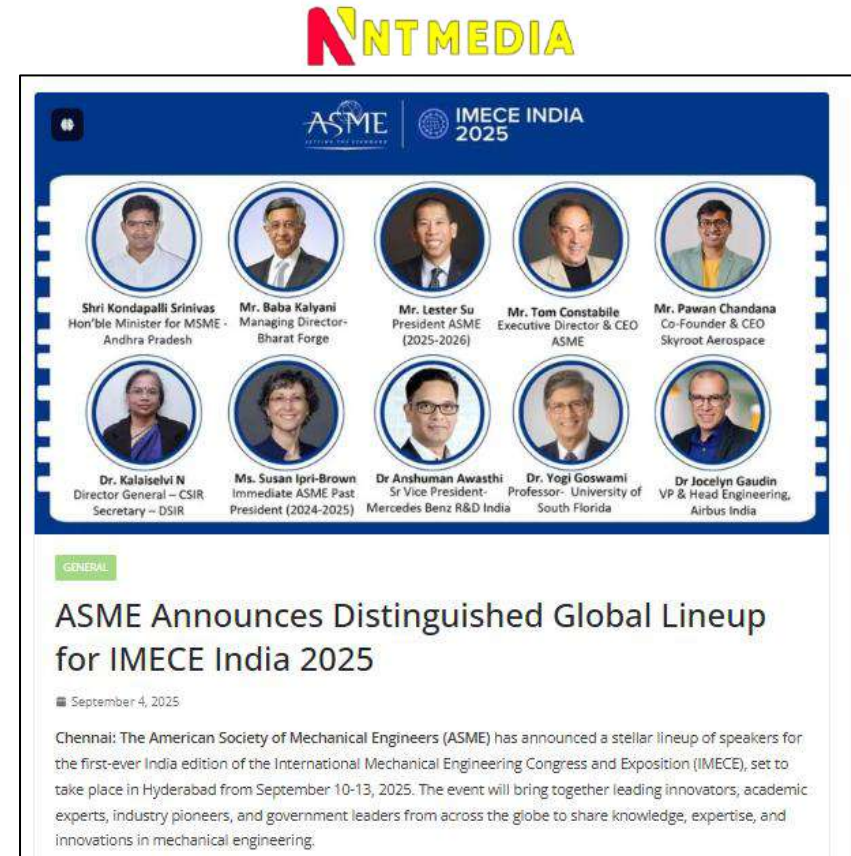 NT MEDIA
ASME
SETTING THE STANDARD
IMECE INDIA
2025
Shri Kondapalli Srinivas
Hon'ble Minister for MSME -
Andhra Pradesh
Mr. Baba Kalyani
Managing Director-
Bharat Forge
Mr. Lester Su
President ASME
(2025-2026)
Mr. Tom Constabile
Executive Director & CEO
ASME
Mr. Pawan Chandana
Co-Founder & CEO
Skyroot Aerospace
Dr. Kalaiselvi N
Director General – CSIR
Secretary – DSIR
Ms. Susan Ipri-Brown
Immediate ASME Past
President (2024-2025)
Dr Anshuman Awasthi
Sr Vice President-
Mercedes Benz R&D India
Dr. Yogi Goswami
Professor- University of
South Florida
Dr Jocelyn Gaudin
VP & Head Engineering,
Airbus India
GENERAL
ASME Announces Distinguished Global Lineup
for IMECE India 2025
September 4, 2025
Chennai: The American Society of Mechanical Engineers (ASME) has announced a stellar lineup of speakers for
the first-ever India edition of the International Mechanical Engineering Congress and Exposition (IMECE), set to
take place in Hyderabad from September 10-13, 2025. The event will bring together leading innovators, academic
experts, industry pioneers, and government leaders from across the globe to share knowledge, expertise, and
innovations in mechanical engineering.